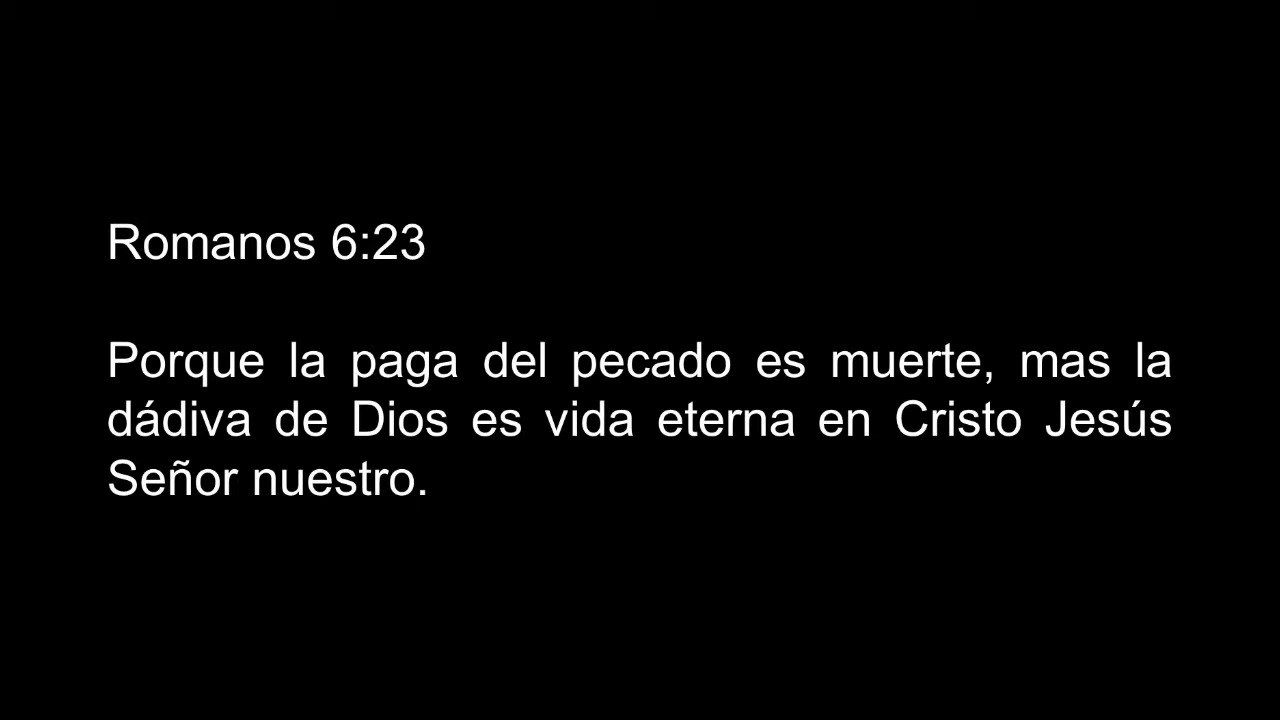 Romanos 6:23
Porque la paga del pecado es muerte, mas la
dádiva de Dios es vida eterna en Cristo Jesús
Señor nuestro.